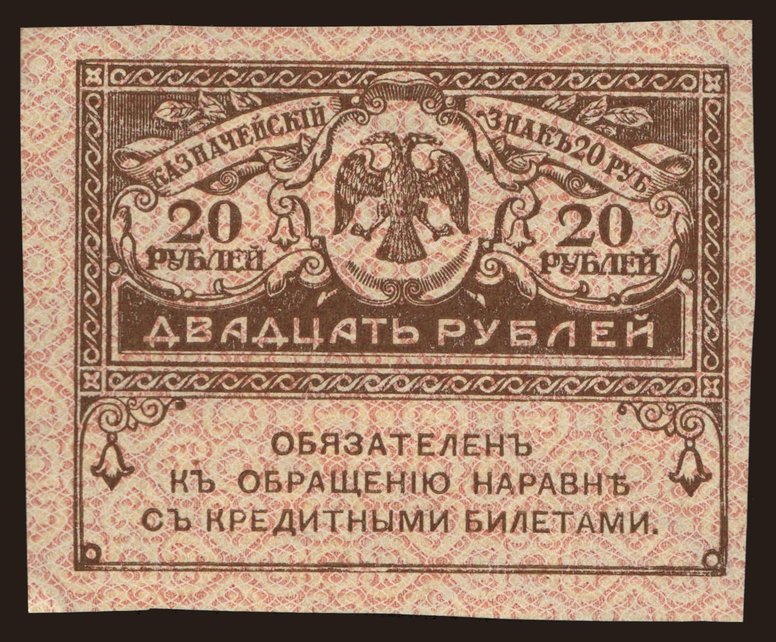 КАЗНАЧЕЙСКІЙ ЗНАКЪ 20 РУБ.
20 РУБЛЕЙ
20 РУБЛЕЙ
ДВАДЦАТЬ РУБЛЕЙ
ОБЯЗАТЕЛЕНЪ
КЪ ОБРАЩЕНІЮ НАРАВНѢ
СЪ КРЕДИТНЫМИ БИЛЕТАМИ.